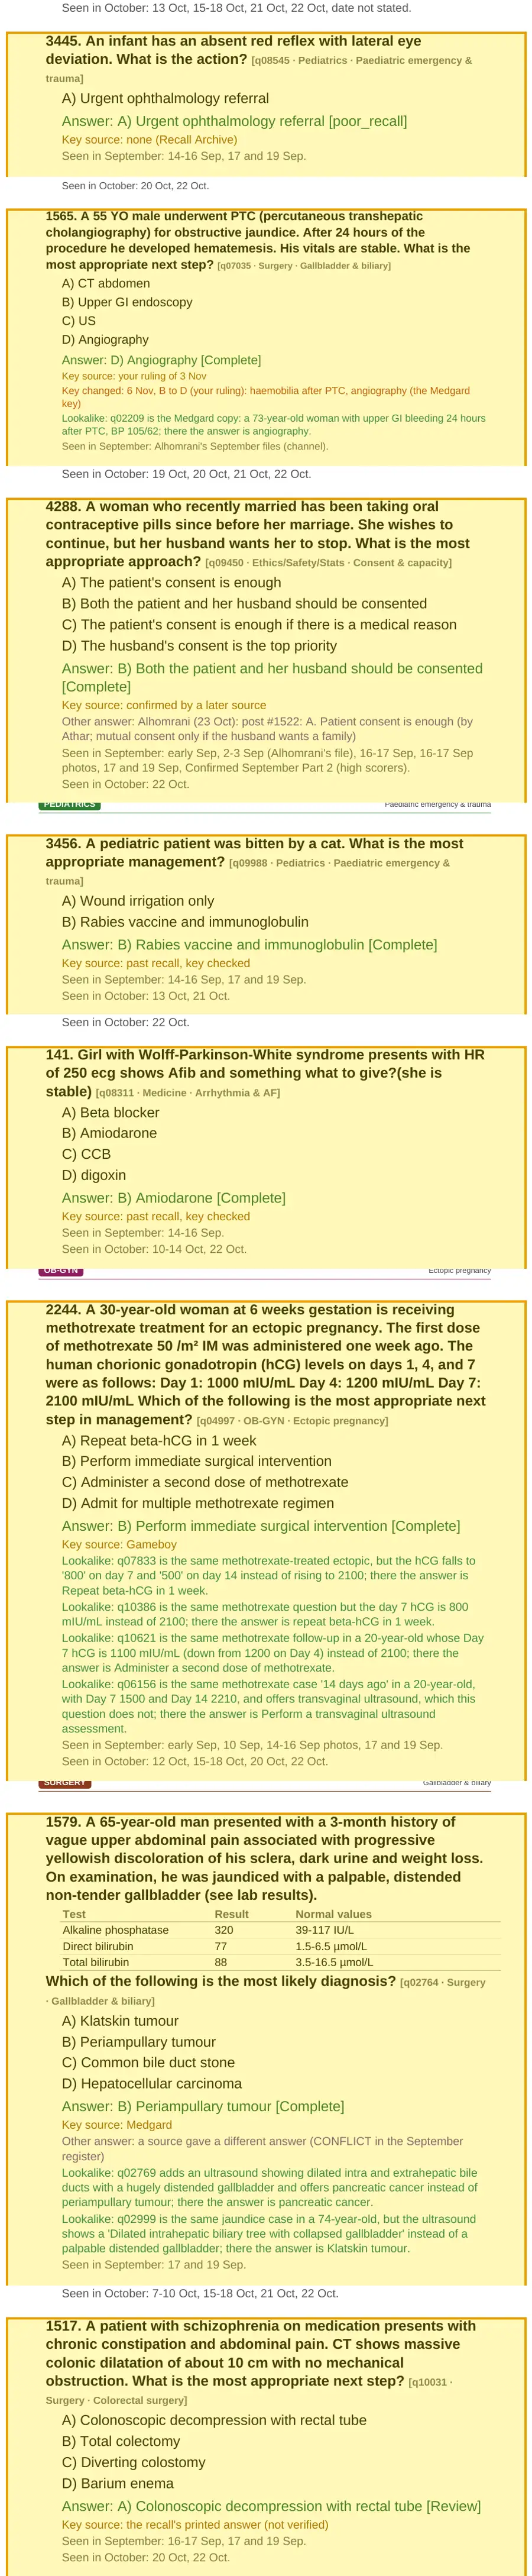 Seen in October: 13 Oct, 15-18 Oct, 21 Oct, 22 Oct, date not stated.
3445. An infant has an absent red reflex with lateral eye
deviation. What is the action? [q08545 · Pediatrics · Paediatric emergency &
trauma]
A) Urgent ophthalmology referral
Answer: A) Urgent ophthalmology referral [poor_recall]
Key source: none (Recall Archive)
Seen in September: 14-16 Sep, 17 and 19 Sep.
Seen in October: 20 Oct, 22 Oct.
1565. A 55 YO male underwent PTC (percutaneous transhepatic
cholangiography) for obstructive jaundice. After 24 hours of the
procedure he developed hematemesis. His vitals are stable. What is the
most appropriate next step? [q07035 · Surgery · Gallbladder & biliary]
A) CT abdomen
B) Upper GI endoscopy
C) US
D) Angiography
Answer: D) Angiography [Complete]
Key source: your ruling of 3 Nov
Key changed: 6 Nov, B to D (your ruling): haemobilia after PTC, angiography (the Medgard
key)
Lookalike: q02209 is the Medgard copy: a 73-year-old woman with upper GI bleeding 24 hours
after PTC, BP 105/62; there the answer is angiography.
Seen in September: Alhomrani's September files (channel).
Seen in October: 19 Oct, 20 Oct, 21 Oct, 22 Oct.
4288. A woman who recently married has been taking oral
contraceptive pills since before her marriage. She wishes to
continue, but her husband wants her to stop. What is the most
appropriate approach? [q09450 · Ethics/Safety/Stats · Consent & capacity]
A) The patient's consent is enough
B) Both the patient and her husband should be consented
C) The patient's consent is enough if there is a medical reason
D) The husband's consent is the top priority
Answer: B) Both the patient and her husband should be consented
[Complete]
Key source: confirmed by a later source
Other answer: Alhomrani (23 Oct): post #1522: A. Patient consent is enough (by
Athar; mutual consent only if the husband wants a family)
Seen in September: early Sep, 2-3 Sep (Alhomrani's file), 16-17 Sep, 16-17 Sep
photos, 17 and 19 Sep, Confirmed September Part 2 (high scorers).
Seen in October: 22 Oct.
PEDIATRICS Paediatric emergency & trauma
3456. A pediatric patient was bitten by a cat. What is the most
appropriate management? [q09988 · Pediatrics · Paediatric emergency &
trauma]
A) Wound irrigation only
B) Rabies vaccine and immunoglobulin
Answer: B) Rabies vaccine and immunoglobulin [Complete]
Key source: past recall, key checked
Seen in September: 14-16 Sep, 17 and 19 Sep.
Seen in October: 13 Oct, 21 Oct.
Seen in October: 22 Oct.
141. Girl with Wolff-Parkinson-White syndrome presents with HR
of 250 ecg shows Afib and something what to give?(she is
stable) [q08311 · Medicine · Arrhythmia & AF]
A) Beta blocker
B) Amiodarone
C) CCB
D) digoxin
Answer: B) Amiodarone [Complete]
Key source: past recall, key checked
Seen in September: 14-16 Sep.
Seen in October: 10-14 Oct, 22 Oct.
OB-GYN Ectopic pregnancy
2244. A 30-year-old woman at 6 weeks gestation is receiving
methotrexate treatment for an ectopic pregnancy. The first dose
of methotrexate 50 /m² IM was administered one week ago. The
human chorionic gonadotropin (hCG) levels on days 1, 4, and 7
were as follows: Day 1: 1000 mIU/mL Day 4: 1200 mIU/mL Day 7:
2100 mIU/mL Which of the following is the most appropriate next
step in management? [q04997 · OB-GYN · Ectopic pregnancy]
A) Repeat beta-hCG in 1 week
B) Perform immediate surgical intervention
C) Administer a second dose of methotrexate
D) Admit for multiple methotrexate regimen
Answer: B) Perform immediate surgical intervention [Complete]
Key source: Gameboy
Lookalike: q07833 is the same methotrexate-treated ectopic, but the hCG falls to
'800' on day 7 and '500' on day 14 instead of rising to 2100; there the answer is
Repeat beta-hCG in 1 week.
Lookalike: q10386 is the same methotrexate question but the day 7 hCG is 800
mIU/mL instead of 2100; there the answer is repeat beta-hCG in 1 week.
Lookalike: q10621 is the same methotrexate follow-up in a 20-year-old whose Day
7 hCG is 1100 mIU/mL (down from 1200 on Day 4) instead of 2100; there the
answer is Administer a second dose of methotrexate.
Lookalike: q06156 is the same methotrexate case '14 days ago' in a 20-year-old,
with Day 7 1500 and Day 14 2210, and offers transvaginal ultrasound, which this
question does not; there the answer is Perform a transvaginal ultrasound
assessment.
Seen in September: early Sep, 10 Sep, 14-16 Sep photos, 17 and 19 Sep.
Seen in October: 12 Oct, 15-18 Oct, 20 Oct, 22 Oct.
SURGERY Gallbladder & biliary
1579. A 65-year-old man presented with a 3-month history of
vague upper abdominal pain associated with progressive
yellowish discoloration of his sclera, dark urine and weight loss.
On examination, he was jaundiced with a palpable, distended
non-tender gallbladder (see lab results).
Test Result Normal values
Alkaline phosphatase 320 39-117 IU/L
Direct bilirubin 77 1.5-6.5 µmol/L
Total bilirubin 88 3.5-16.5 µmol/L
Which of the following is the most likely diagnosis? [q02764 · Surgery
· Gallbladder & biliary]
A) Klatskin tumour
B) Periampullary tumour
C) Common bile duct stone
D) Hepatocellular carcinoma
Answer: B) Periampullary tumour [Complete]
Key source: Medgard
Other answer: a source gave a different answer (CONFLICT in the September
register)
Lookalike: q02769 adds an ultrasound showing dilated intra and extrahepatic bile
ducts with a hugely distended gallbladder and offers pancreatic cancer instead of
periampullary tumour; there the answer is pancreatic cancer.
Lookalike: q02999 is the same jaundice case in a 74-year-old, but the ultrasound
shows a 'Dilated intrahepatic biliary tree with collapsed gallbladder' instead of a
palpable distended gallbladder; there the answer is Klatskin tumour.
Seen in September: 17 and 19 Sep.
Seen in October: 7-10 Oct, 15-18 Oct, 21 Oct, 22 Oct.
1517. A patient with schizophrenia on medication presents with
chronic constipation and abdominal pain. CT shows massive
colonic dilatation of about 10 cm with no mechanical
obstruction. What is the most appropriate next step? [q10031 ·
Surgery · Colorectal surgery]
A) Colonoscopic decompression with rectal tube
B) Total colectomy
C) Diverting colostomy
D) Barium enema
Answer: A) Colonoscopic decompression with rectal tube [Review]
Key source: the recall's printed answer (not verified)
Seen in September: 16-17 Sep, 17 and 19 Sep.
Seen in October: 20 Oct, 22 Oct.